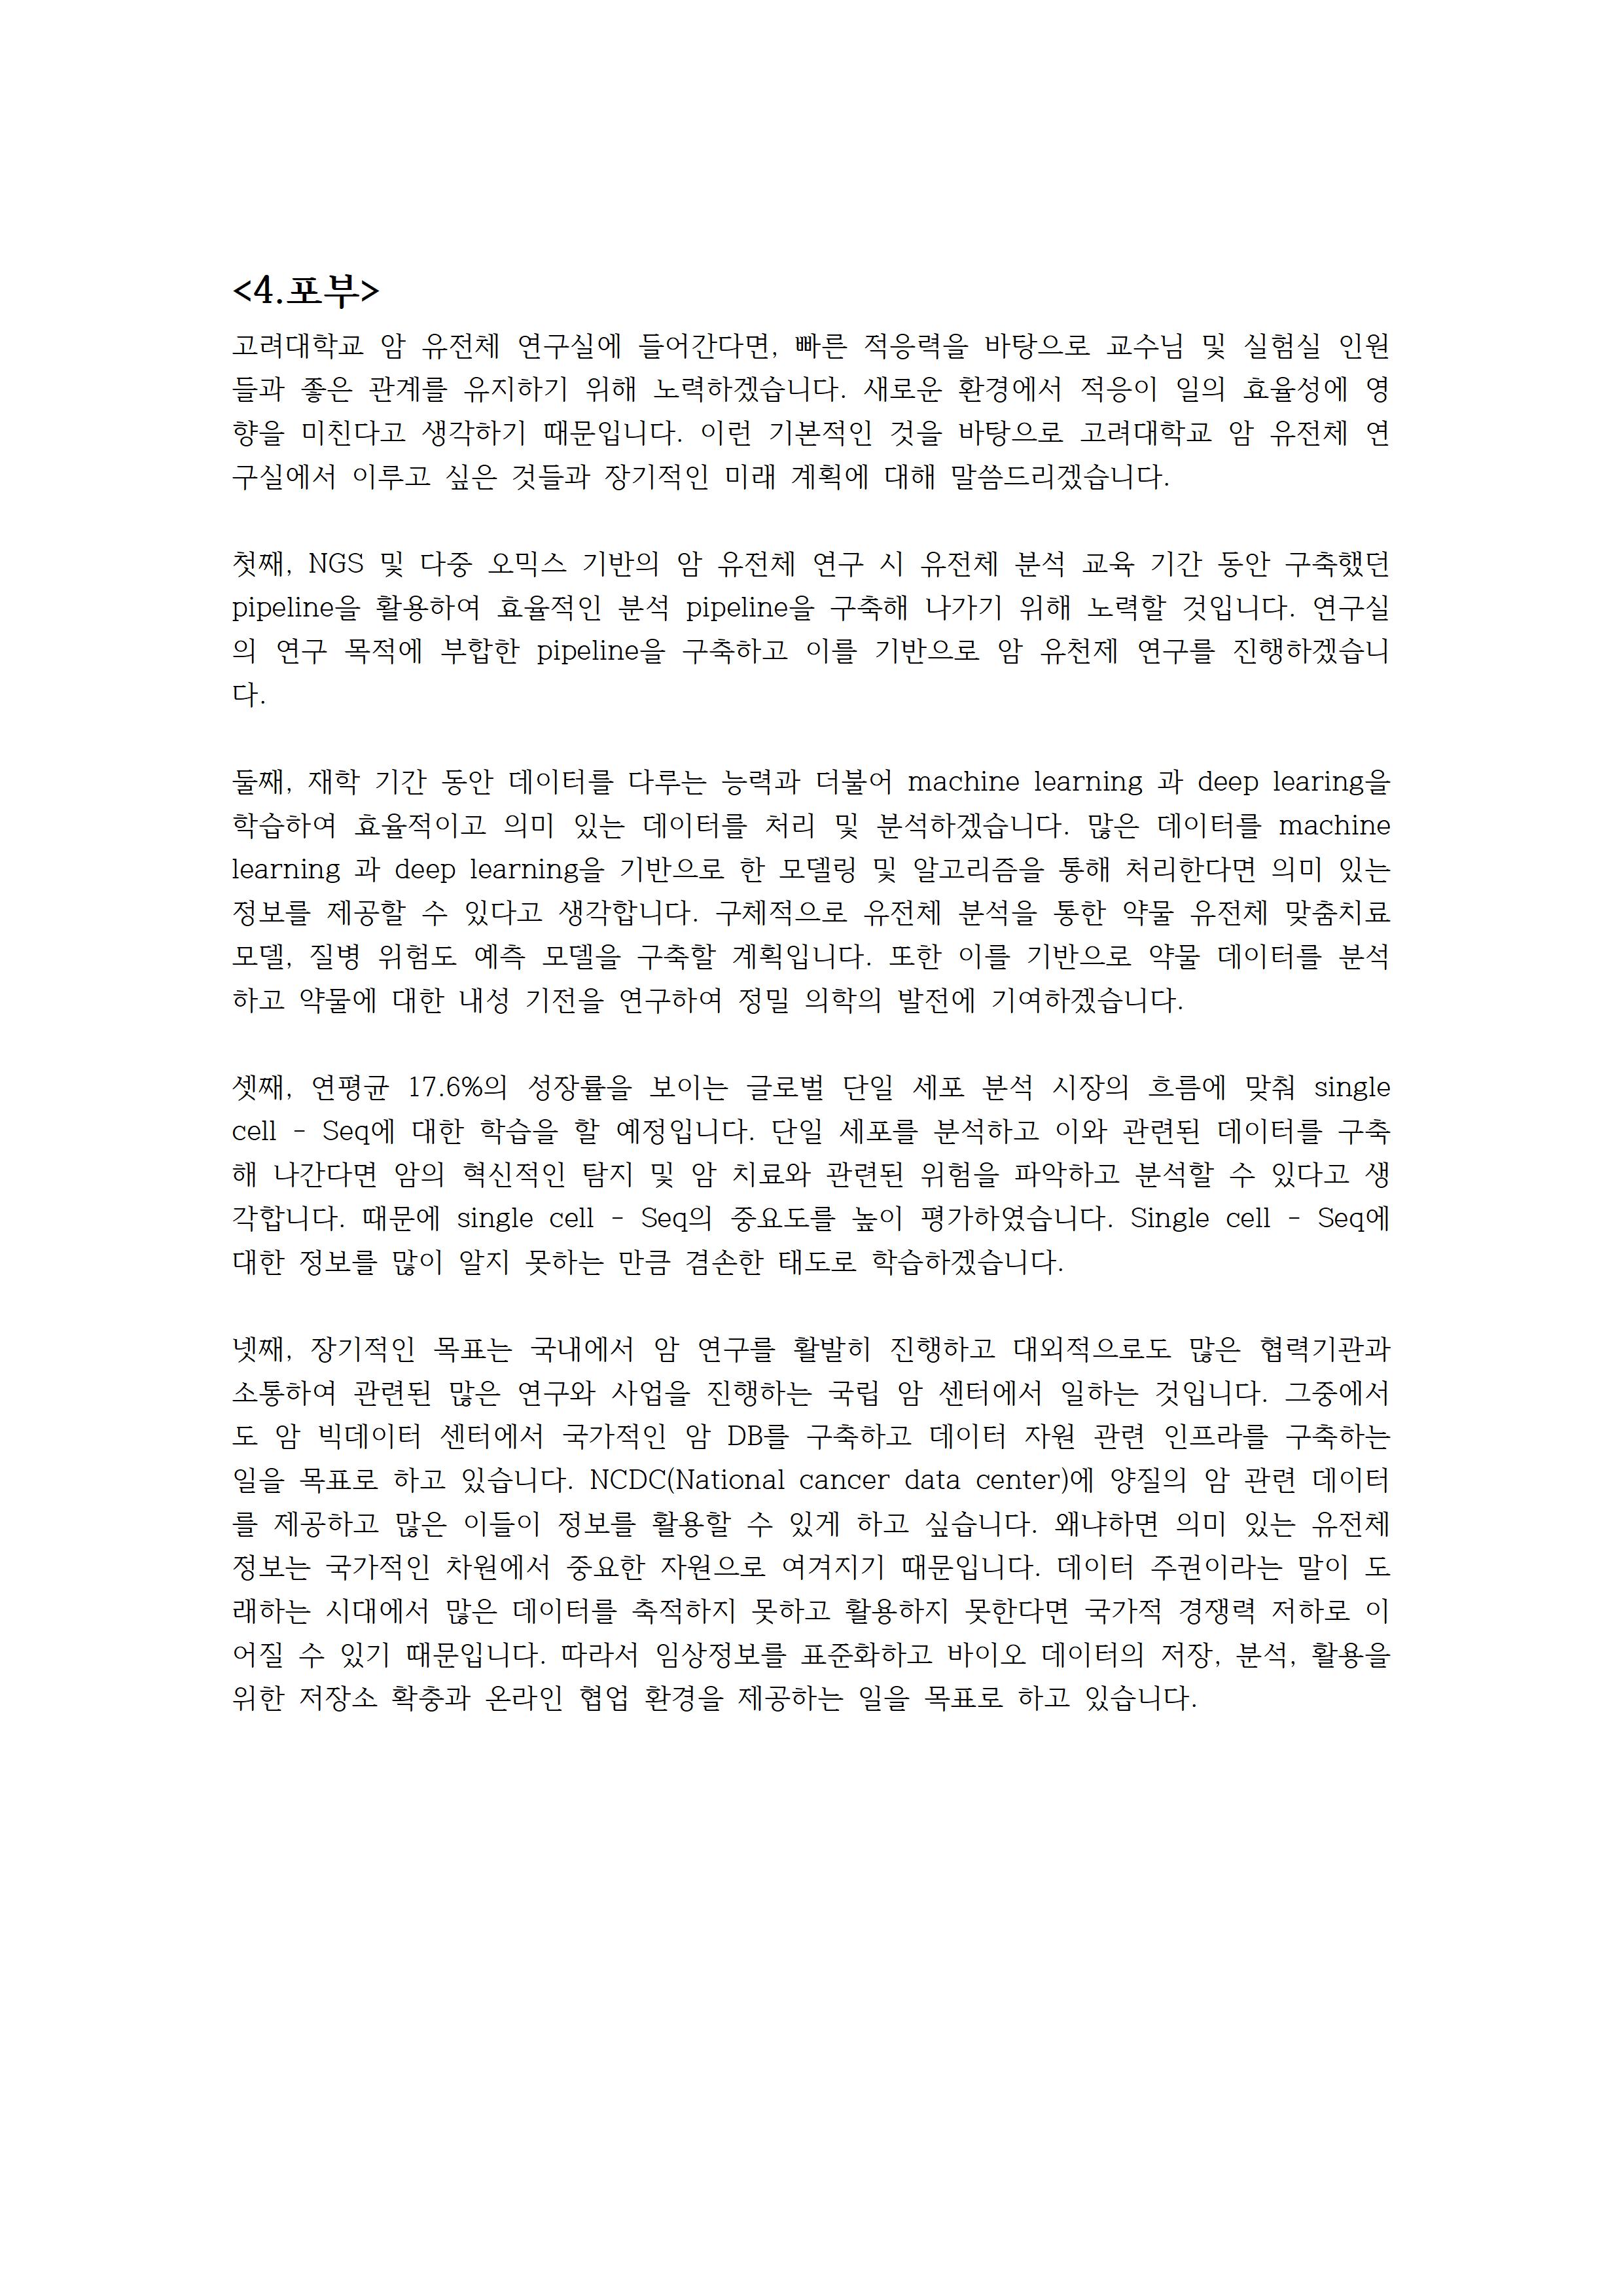 <4.포부>
고려대학교 암 유전체 연구실에 들어간다면, 빠른 적응력을 바탕으로 교수님 및 실험실 인원
들과 좋은 관계를 유지하기 위해 노력하겠습니다. 새로운 환경에서 적응이 일의 효율성에 영
향을 미친다고 생각하기 때문입니다. 이런 기본적인 것을 바탕으로 고려대학교 암 유전체 연
구실에서 이루고 싶은 것들과 장기적인 미래 계획에 대해 말씀드리겠습니다.
첫째, NGS 및 다중 오믹스 기반의 암 유전체 연구 시 유전체 분석 교육 기간 동안 구축했던
pipeline을 활용하여 효율적인 분석 pipeline을 구축해 나가기 위해 노력할 것입니다. 연구실
의 연구 목적에 부합한 pipeline을 구축하고 이를 기반으로 암 유천제 연구를 진행하겠습니
다.
둘째, 재학 기간 동안 데이터를 다루는 능력과 더불어 machine learning 과 deep learing을
학습하여 효율적이고 의미 있는 데이터를 처리 및 분석하겠습니다. 많은 데이터를 machine
learning 과 deep learning을 기반으로 한 모델링 및 알고리즘을 통해 처리한다면 의미 있는
정보를 제공할 수 있다고 생각합니다. 구체적으로 유전체 분석을 통한 약물 유전체 맞춤치료
모델, 질병 위험도 예측 모델을 구축할 계획입니다. 또한 이를 기반으로 약물 데이터를 분석
하고 약물에 대한 내성 기전을 연구하여 정밀 의학의 발전에 기여하겠습니다.
셋째, 연평균 17.6%의 성장률을 보이는 글로벌 단일 세포 분석 시장의 흐름에 맞춰 single
cell - Seq에 대한 학습을 할 예정입니다. 단일 세포를 분석하고 이와 관련된 데이터를 구축
해 나간다면 암의 혁신적인 탐지 및 암 치료와 관련된 위험을 파악하고 분석할 수 있다고 생
각합니다. 때문에 single cell - Seq의 중요도를 높이 평가하였습니다. Single cell - Seq에
대한 정보를 많이 알지 못하는 만큼 겸손한 태도로 학습하겠습니다.
넷째, 장기적인 목표는 국내에서 암 연구를 활발히 진행하고 대외적으로도 많은 협력기관과
소통하여 관련된 많은 연구와 사업을 진행하는 국립 암 센터에서 일하는 것입니다. 그중에서
도 암 빅데이터 센터에서 국가적인 암 DB를 구축하고 데이터 자원 관련 인프라를 구축하는
일을 목표로 하고 있습니다. NCDC(National cancer data center)에 양질의 암 관련 데이터
를 제공하고 많은 이들이 정보를 활용할 수 있게 하고 싶습니다. 왜냐하면 의미 있는 유전체
정보는 국가적인 차원에서 중요한 자원으로 여겨지기 때문입니다. 데이터 주권이라는 말이 도
래하는 시대에서 많은 데이터를 축적하지 못하고 활용하지 못한다면 국가적 경쟁력 저하로 이
어질 수 있기 때문입니다. 따라서 임상정보를 표준화하고 바이오 데이터의 저장, 분석, 활용을
위한 저장소 확충과 온라인 협업 환경을 제공하는 일을 목표로 하고 있습니다.